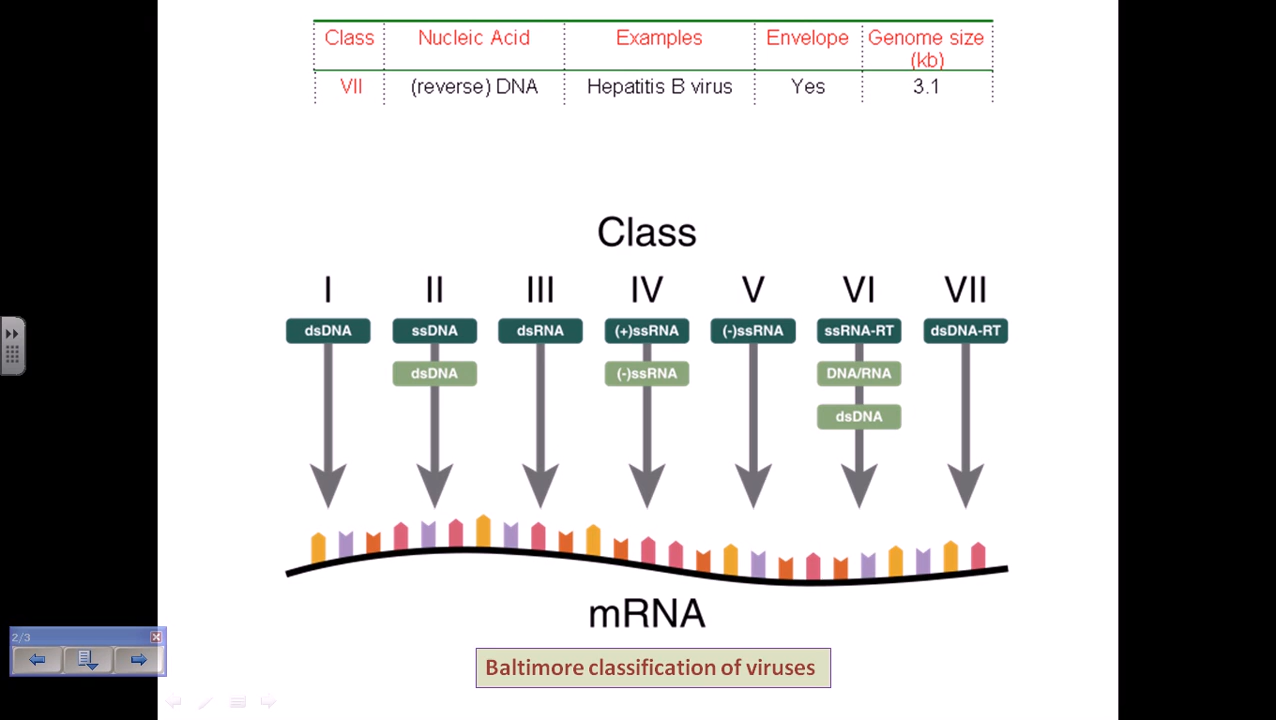 Class Nucleic Acid Examples Envelope Genome size
(kb)
VII (reverse) DNA Hepatitis B virus Yes 3.1
Class
I II III IV V VI VII
dsDNA ssDNA dsRNA (+)ssRNA (-)ssRNA ssRNA-RT dsDNA-RT
dsDNA (-)ssRNA DNA/RNA
dsDNA
mRNA
2/3
Baltimore classification of viruses